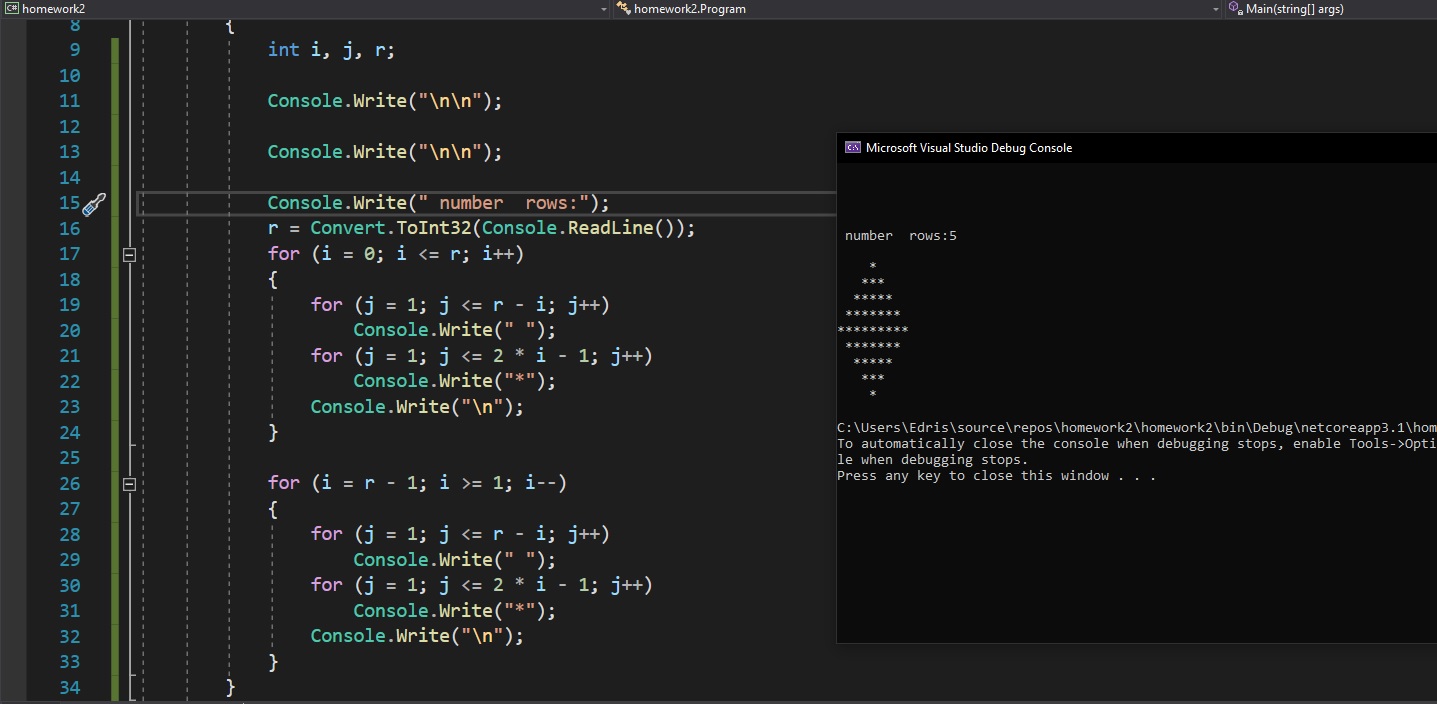 homework2 homework2.Program Main(string[] args)
8 {
9 int i, j, r;
10
11 Console.Write("\n\n");
12
13 Console.Write("\n\n");
14
15 Console.Write(" number  rows:");
16 r = Convert.ToInt32(Console.ReadLine());
17 for (i = 0; i <= r; i++)
18 {
19 for (j = 1; j <= r - i; j++)
20 Console.Write(" ");
21 for (j = 1; j <= 2 * i - 1; j++)
22 Console.Write("*");
23 Console.Write("\n");
24 }
25
26 for (i = r - 1; i >= 1; i--)
27 {
28 for (j = 1; j <= r - i; j++)
29 Console.Write(" ");
30 for (j = 1; j <= 2 * i - 1; j++)
31 Console.Write("*");
32 Console.Write("\n");
33 }
34 }
Microsoft Visual Studio Debug Console
 number  rows:5
    *
   ***
  *****
 *******
*********
 *******
  *****
   ***
    *
C:\Users\Edris\source\repos\homework2\homework2\bin\Debug\netcoreapp3.1\hom
To automatically close the console when debugging stops, enable Tools->Opti
le when debugging stops.
Press any key to close this window . . .